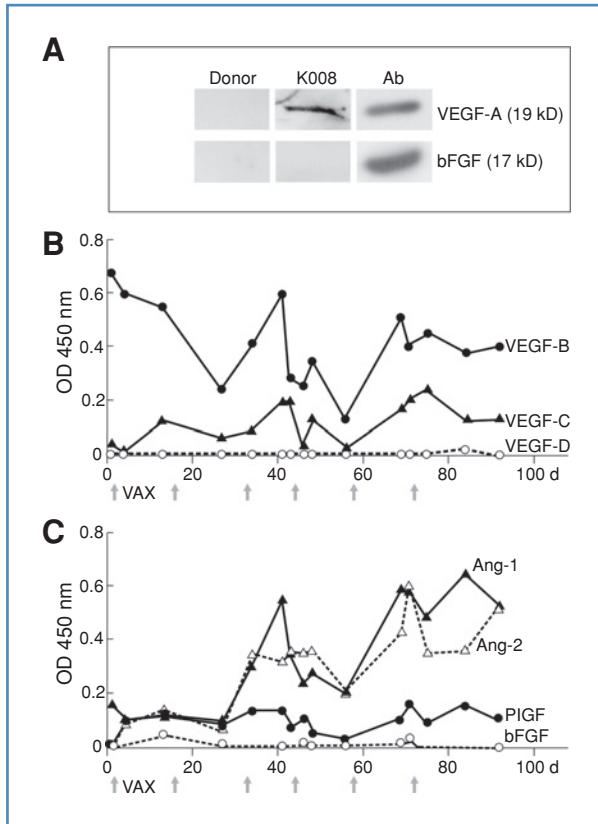 A
Donor K008 Ab
VEGF-A (19 kD)
bFGF (17 kD)
B
OD 450 nm
0.8
0.6
0.4
0.2
0
VEGF-B
VEGF-C
VEGF-D
0 20 40 60 80 100 d
VAX
C
OD 450 nm
0.8
0.6
0.4
0.2
0
Ang-1
Ang-2
PIGF
bFGF
0 20 40 60 80 100 d
VAX